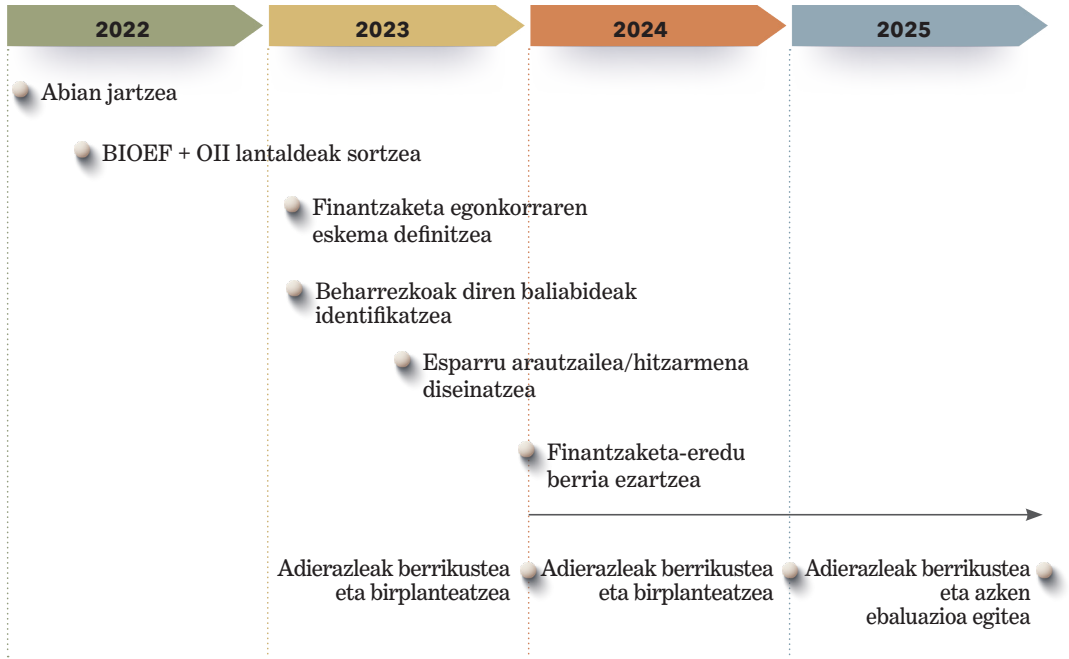 2022
2023
2024
2025
Abian jartzea
BIOEF + OII lantaldeak sortzea
Finantzaketa egonkorraren
eskema definitzea
Beharrezkoak diren baliabideak
identifikatzea
Esparru arautzailea/hitzarmena
diseinatzea
Finantzaketa-eredu
berria ezartzea
Adierazleak berrikustea
eta birplanteatzea
Adierazleak berrikustea
eta birplanteatzea
Adierazleak berrikustea
eta azken
ebaluazioa egitea